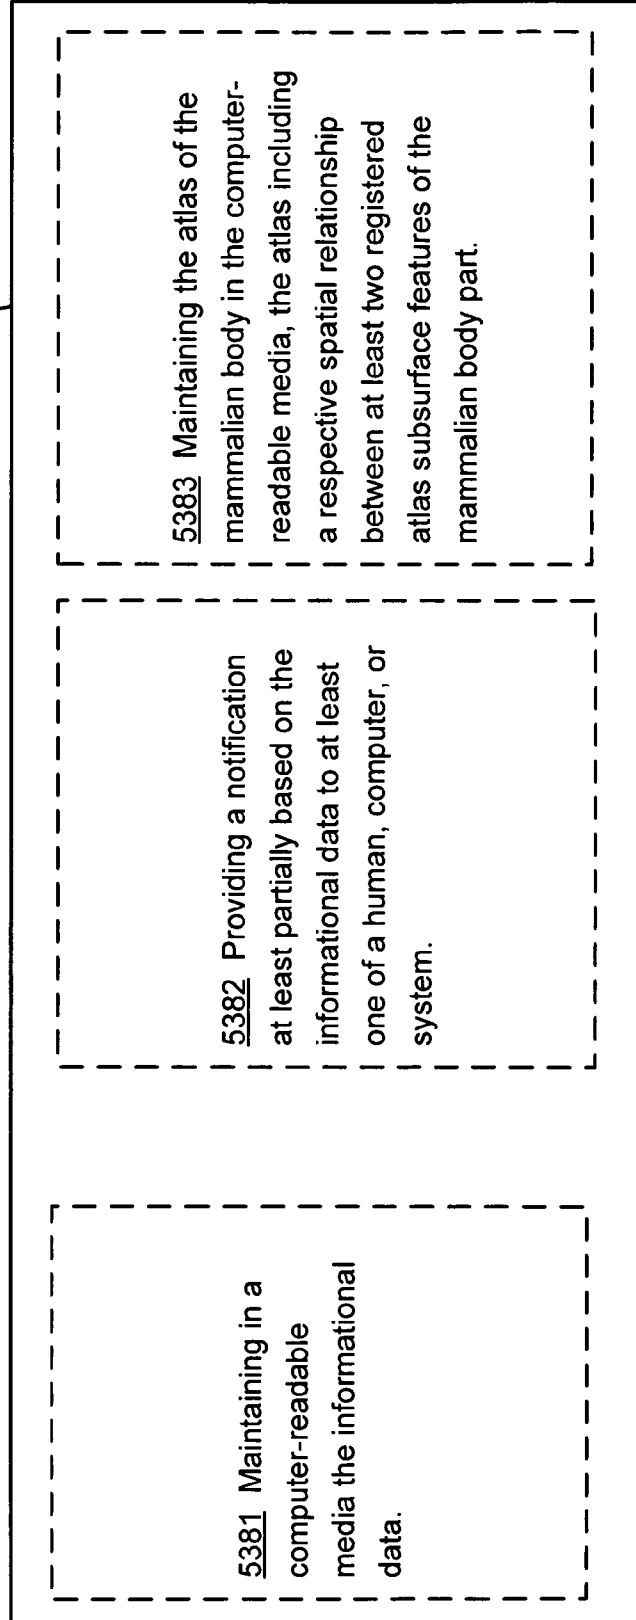 5381 Maintaining in a
computer-readable
media the informational
data.
5382 Providing a notification
at least partially based on the
informational data to at least
one of a human, computer, or
system.
5383 Maintaining the atlas of the
mammalian body in the computer-
readable media, the atlas including
a respective spatial relationship
between at least two registered
atlas subsurface features of the
mammalian body part.